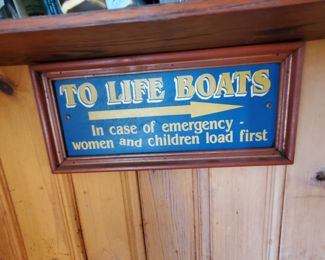 TO LIFE BOATS
In case of emergency -
women and children load first